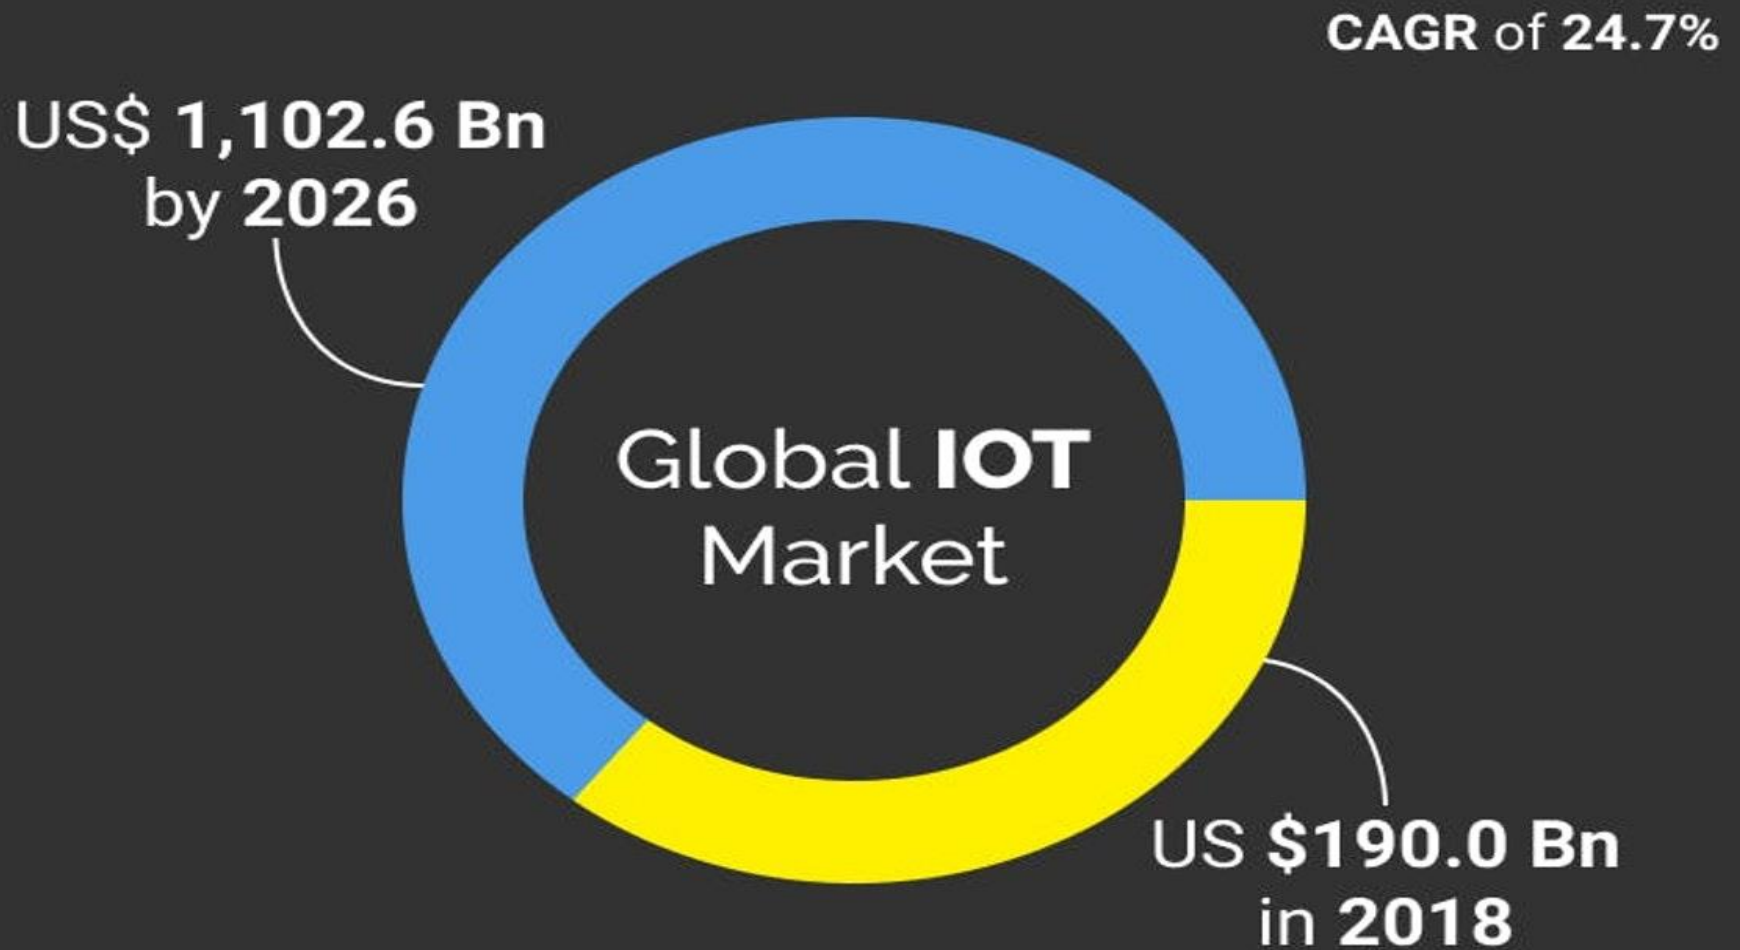 CAGR of 24.7%
US$ 1,102.6 Bn
by 2026
Global IOT
Market
US $190.0 Bn
in 2018